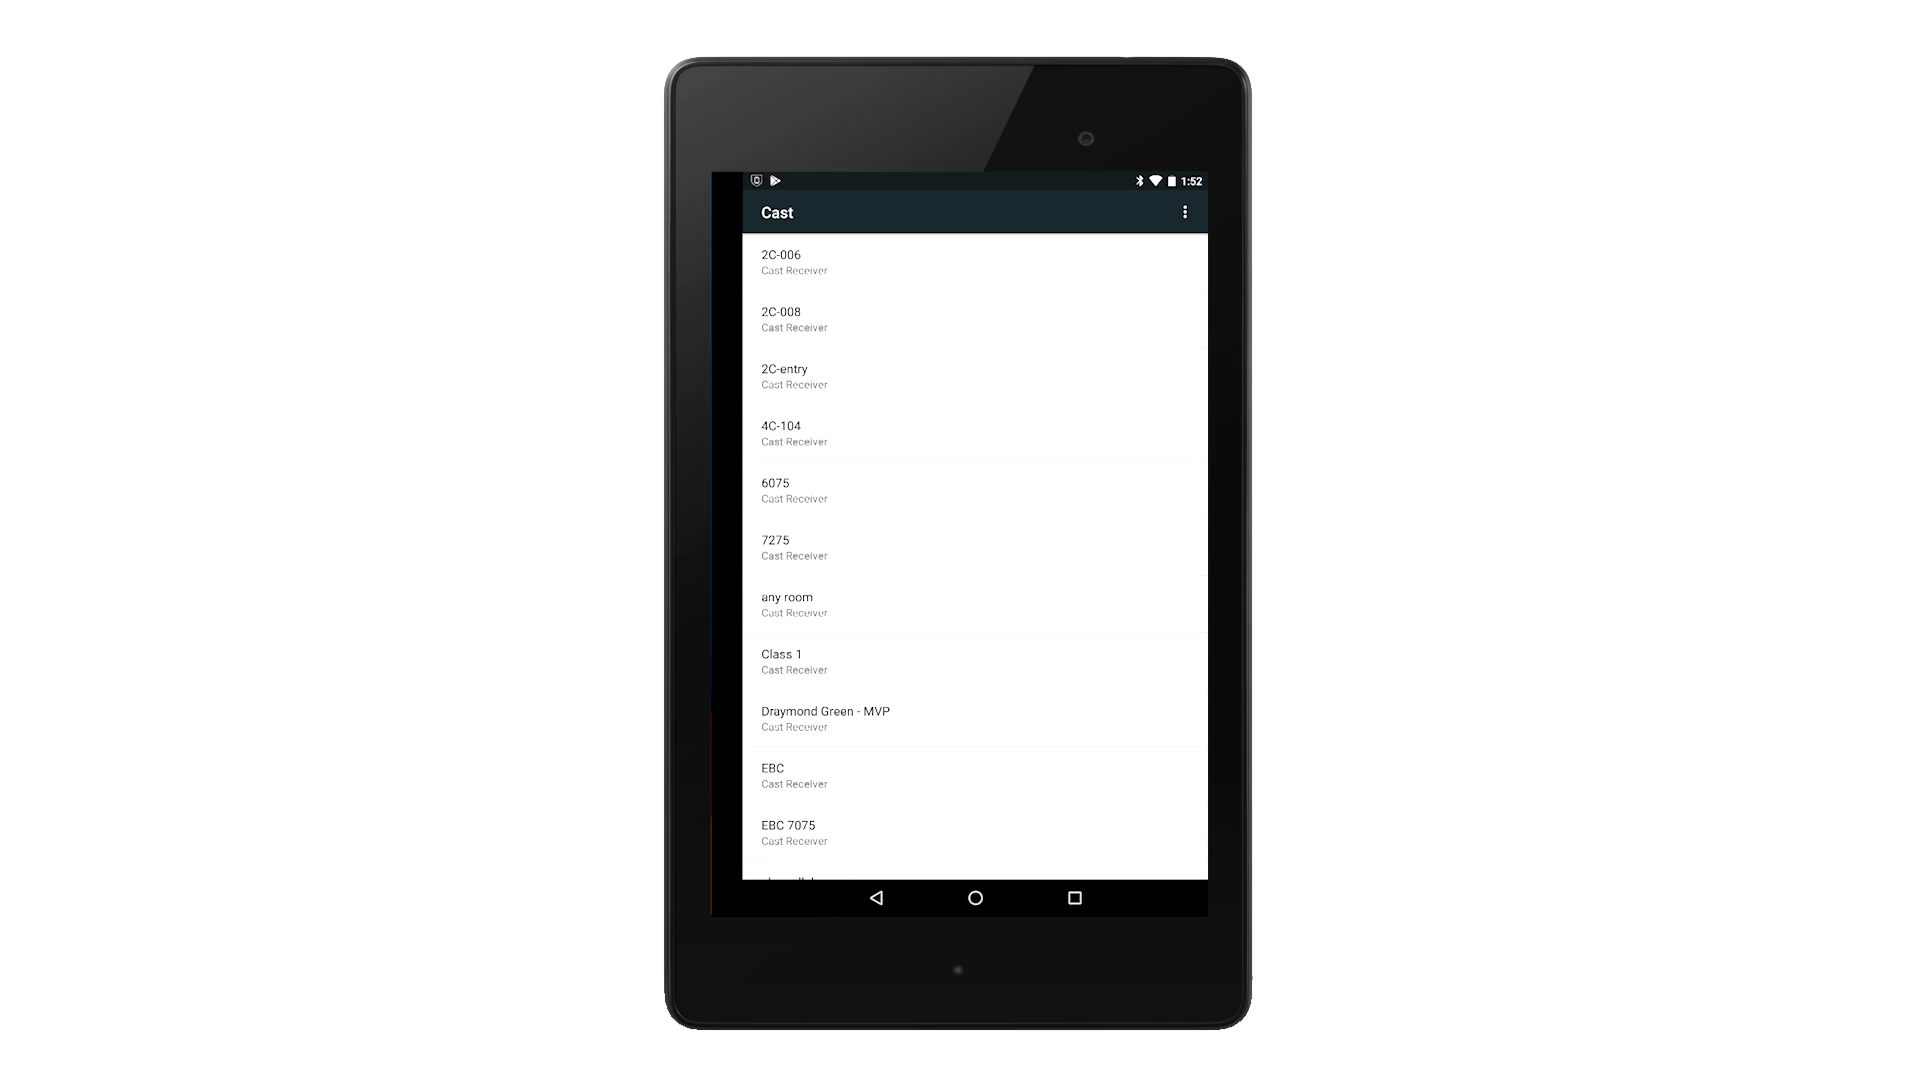 1:52
Cast
2C-006
Cast Receiver
2C-008
Cast Receiver
2C-entry
Cast Receiver
4C-104
Cast Receiver
6075
Cast Receiver
7275
Cast Receiver
any room
Cast Receiver
Class 1
Cast Receiver
Draymond Green - MVP
Cast Receiver
EBC
Cast Receiver
EBC 7075
Cast Receiver